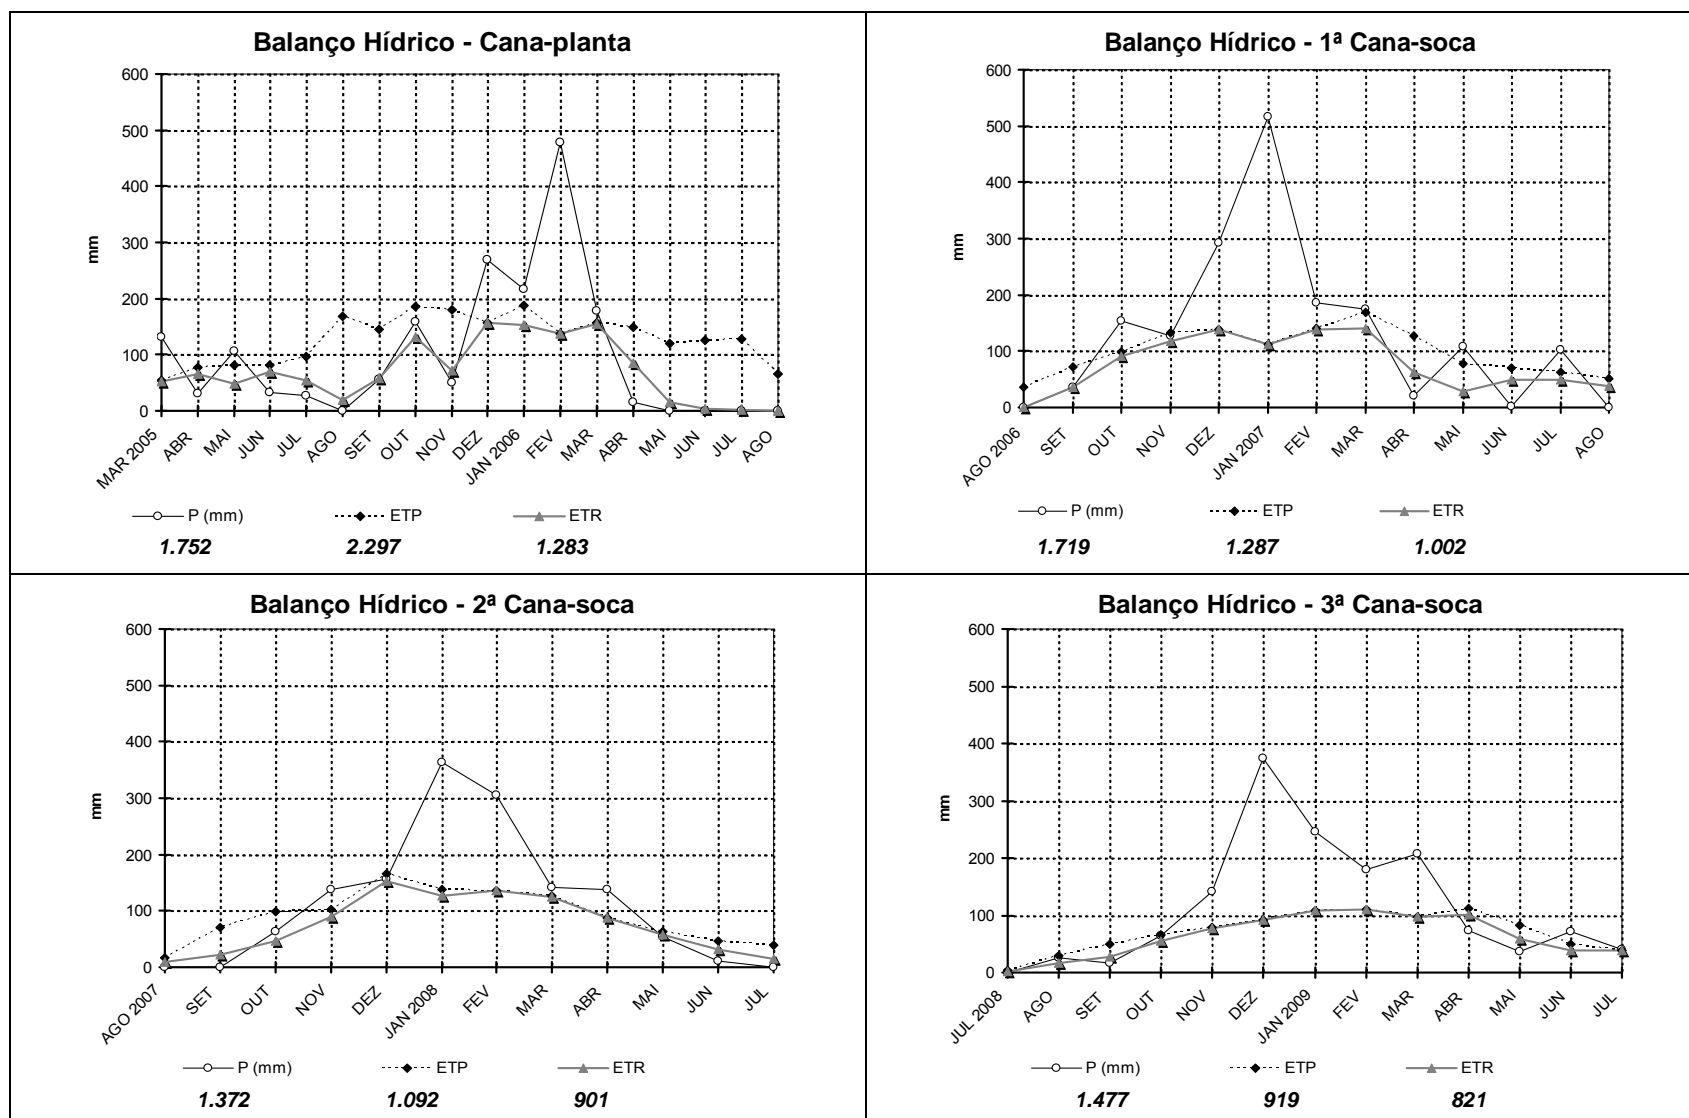 Balanço Hídrico - Cana-planta
600
500
400
300
200
100
0
mm
MAR 2005
ABR
MAI
JUN
JUL
AGO
SET
OUT
NOV
DEZ
JAN 2006
FEV
MAR
ABR
MAI
JUN
JUL
AGO
P (mm) ETP ETR
1.752 2.297 1.283
Balanço Hídrico - 1ª Cana-soca
600
500
400
300
200
100
0
mm
AGO 2006
SET
OUT
NOV
DEZ
JAN 2007
FEV
MAR
ABR
MAI
JUN
JUL
AGO
P (mm) ETP ETR
1.719 1.287 1.002
Balanço Hídrico - 2ª Cana-soca
600
500
400
300
200
100
0
mm
AGO 2007
SET
OUT
NOV
DEZ
JAN 2008
FEV
MAR
ABR
MAI
JUN
JUL
P (mm) ETP ETR
1.372 1.092 901
Balanço Hídrico - 3ª Cana-soca
600
500
400
300
200
100
0
mm
JUL 2008
AGO
SET
OUT
NOV
DEZ
JAN 2009
FEV
MAR
ABR
MAI
JUN
JUL
P (mm) ETP ETR
1.477 919 821